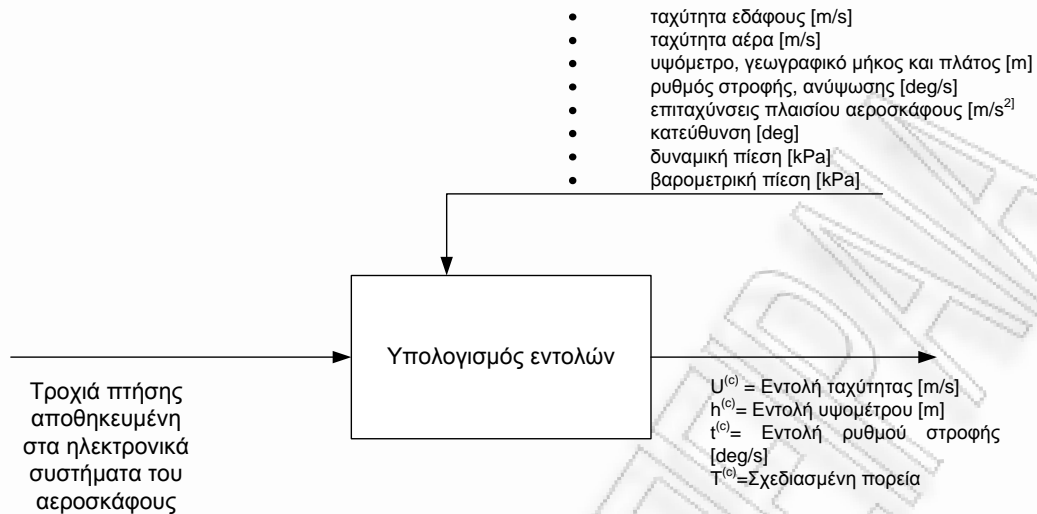 • ταχύτητα εδάφους [m/s]
• ταχύτητα αέρα [m/s]
• υψόμετρο, γεωγραφικό μήκος και πλάτος [m]
• ρυθμός στροφής, ανύψωσης [deg/s]
• επιταχύνσεις πλαισίου αεροσκάφους [m/s²]
• κατεύθυνση [deg]
• δυναμική πίεση [kPa]
• βαρομετρική πίεση [kPa]
Υπολογισμός εντολών
Τροχιά πτήσης
αποθηκευμένη
στα ηλεκτρονικά
συστήματα του
αεροσκάφους
U(c) = Εντολή ταχύτητας [m/s]
h(c)= Εντολή υψομέτρου [m]
t(c)= Εντολή ρυθμού στροφής
[deg/s]
T(c)=Σχεδιασμένη πορεία